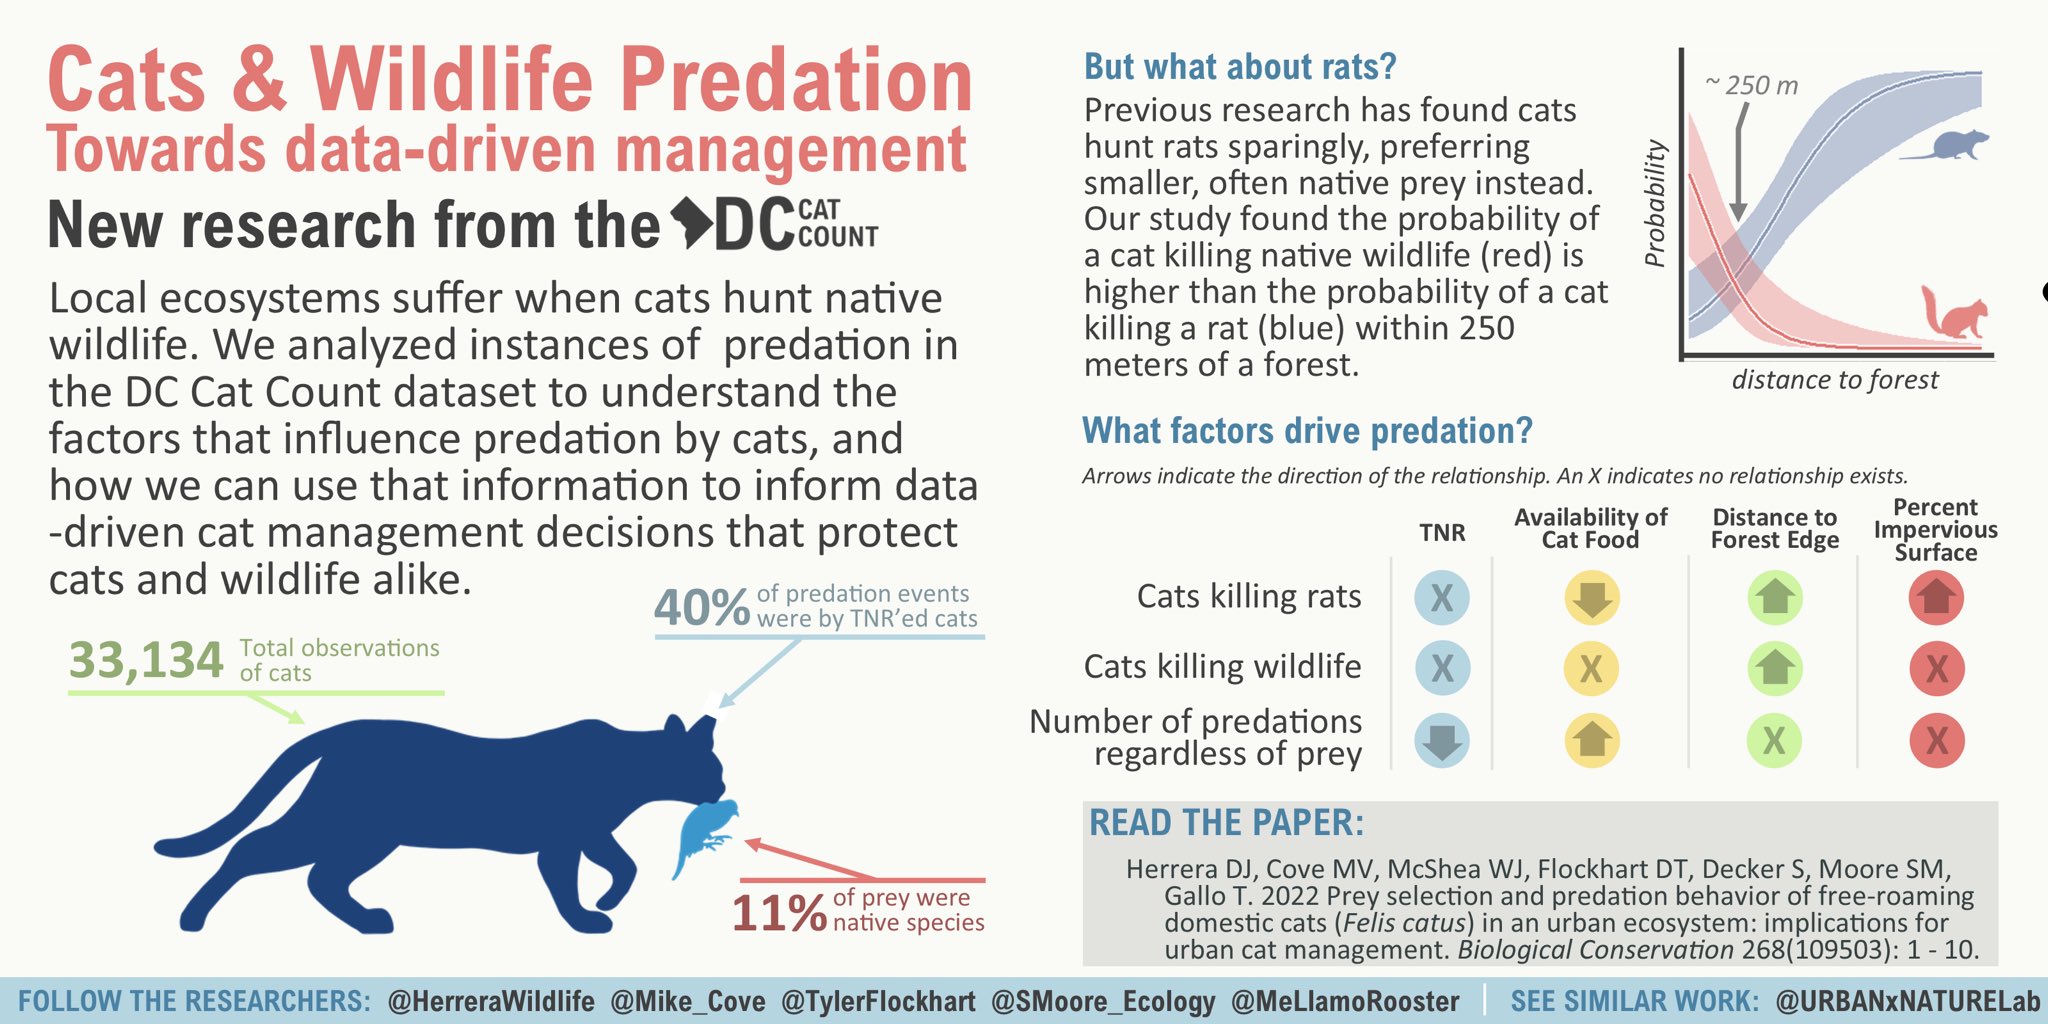 Cats & Wildlife Predation
Towards data-driven management
New research from the DC CAT COUNT
Local ecosystems suffer when cats hunt native
wildlife. We analyzed instances of  predation in
the DC Cat Count dataset to understand the
factors that influence predation by cats, and
how we can use that information to inform data
-driven cat management decisions that protect
cats and wildlife alike.
40% of predation events
were by TNR'ed cats
33,134 Total observations
of cats
11% of prey were
native species
But what about rats?
Previous research has found cats
hunt rats sparingly, preferring
smaller, often native prey instead.
Our study found the probability of
a cat killing native wildlife (red) is
higher than the probability of a cat
killing a rat (blue) within 250
meters of a forest.
~ 250 m
Probability
distance to forest
What factors drive predation?
Arrows indicate the direction of the relationship. An X indicates no relationship exists.
TNR
Availability of
Cat Food
Distance to
Forest Edge
Percent
Impervious
Surface
Cats killing rats X
Cats killing wildlife X X X
Number of predations
regardless of prey X X
READ THE PAPER:
Herrera DJ, Cove MV, McShea WJ, Flockhart DT, Decker S, Moore SM,
Gallo T. 2022 Prey selection and predation behavior of free-roaming
domestic cats (Felis catus) in an urban ecosystem: implications for
urban cat management. Biological Conservation 268(109503): 1 - 10.
FOLLOW THE RESEARCHERS: @HerreraWildlife @Mike_Cove @TylerFlockhart @SMoore_Ecology @MeLlamoRooster SEE SIMILAR WORK: @URBANxNATURELab